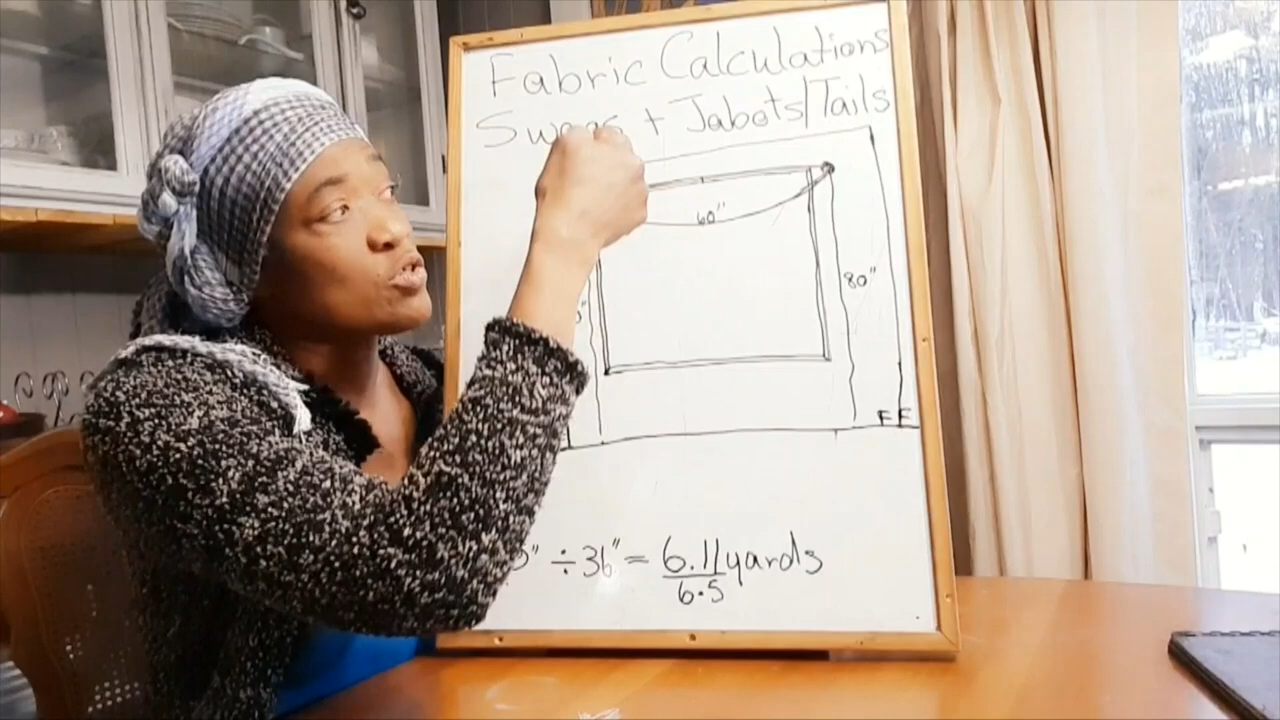 Fabric Calculations
+ Jabots/Tails
60"
80"
FF
÷ 36" = 6.11 yards
6.5